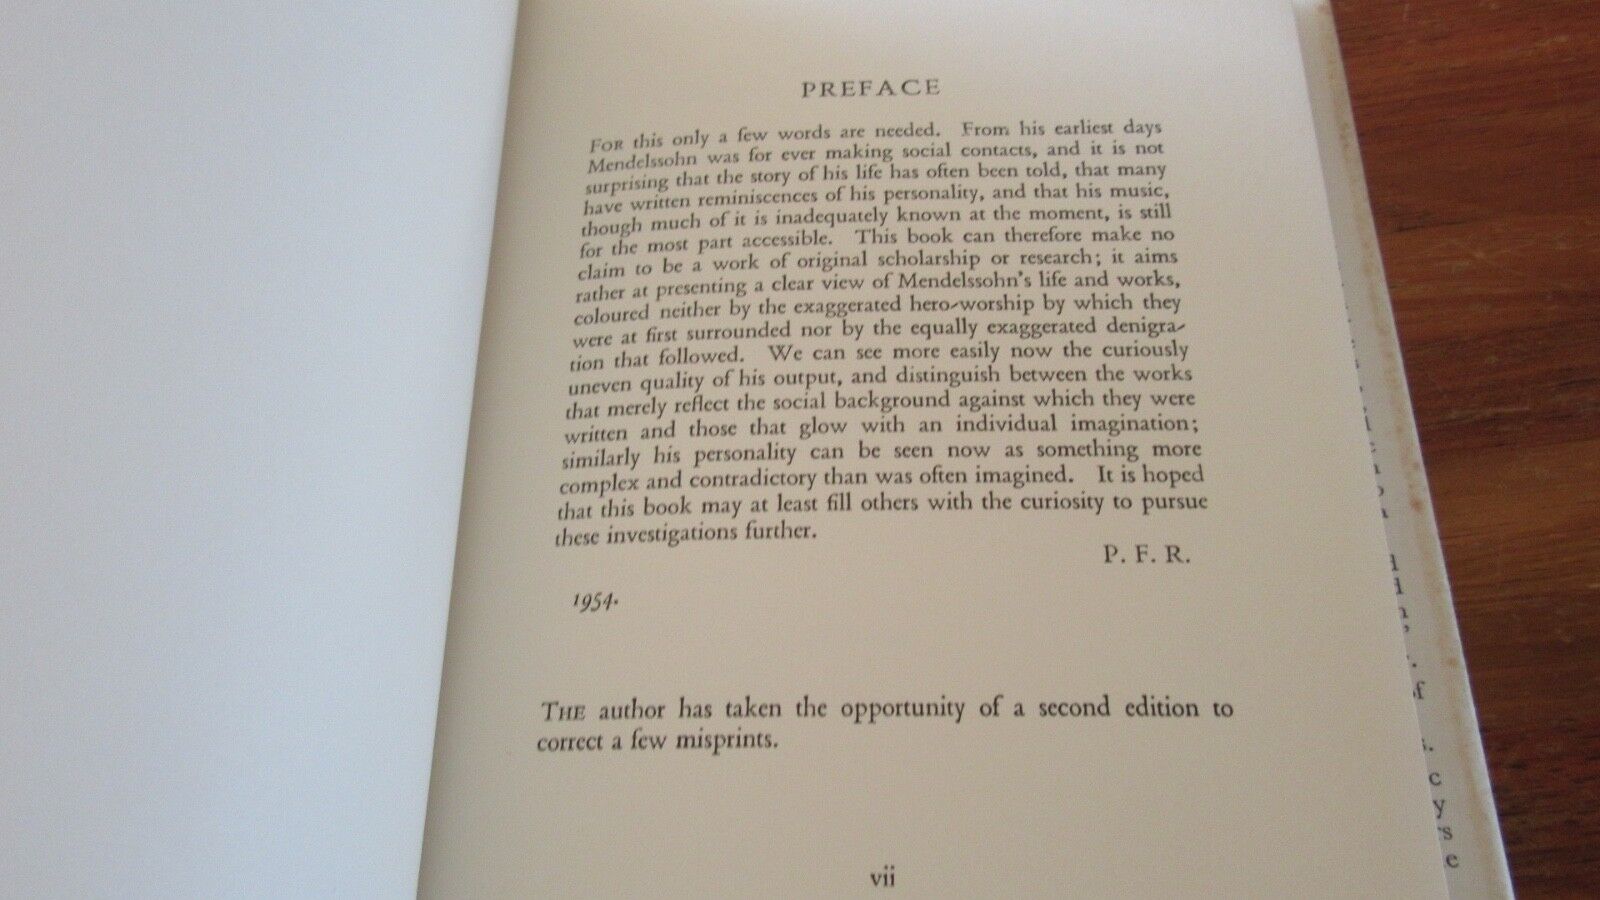 PREFACE
FOR this only a few words are needed. From his earliest days
Mendelssohn was for ever making social contacts, and it is not
surprising that the story of his life has often been told, that many
have written reminiscences of his personality, and that his music,
though much of it is inadequately known at the moment, is still
for the most part accessible. This book can therefore make no
claim to be a work of original scholarship or research; it aims
rather at presenting a clear view of Mendelssohn's life and works,
coloured neither by the exaggerated hero-worship by which they
were at first surrounded nor by the equally exaggerated denigra-
tion that followed. We can see more easily now the curiously
uneven quality of his output, and distinguish between the works
that merely reflect the social background against which they were
written and those that glow with an individual imagination;
similarly his personality can be seen now as something more
complex and contradictory than was often imagined. It is hoped
that this book may at least fill others with the curiosity to pursue
these investigations further.
P. F. R.
1954.
THE author has taken the opportunity of a second edition to
correct a few misprints.
vii